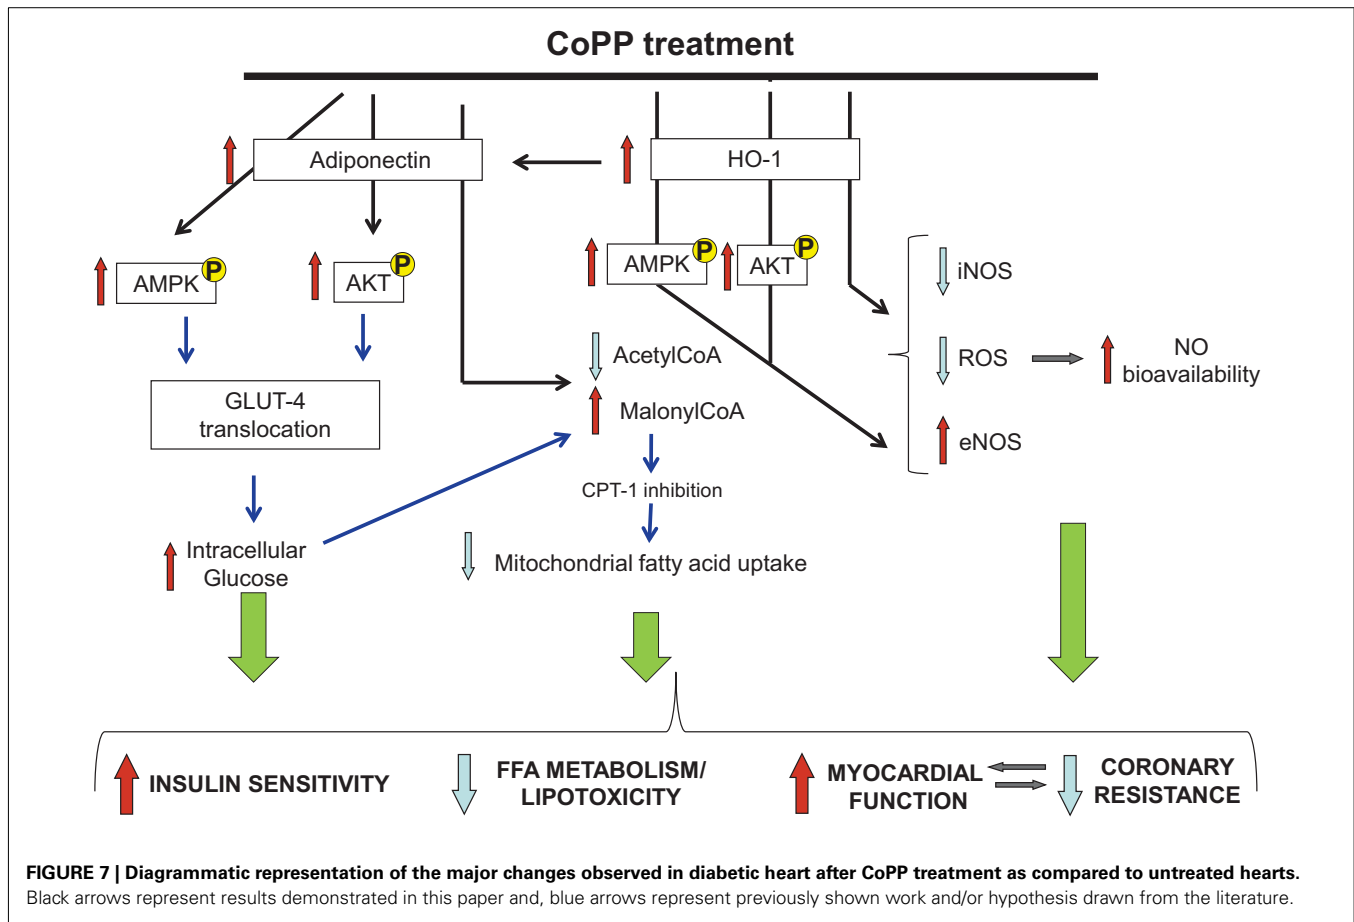 CoPP treatment
Adiponectin
HO-1
AMPK
P
AKT
P
AMPK
P
AKT
P
iNOS
ROS
eNOS
NO
bioavailability
AcetylCoA
MalonylCoA
GLUT-4
translocation
CPT-1 inhibition
Intracellular
Glucose
Mitochondrial fatty acid uptake
INSULIN SENSITIVITY
FFA METABOLISM/
LIPOTOXICITY
MYOCARDIAL
FUNCTION
CORONARY
RESISTANCE
FIGURE 7 | Diagrammatic representation of the major changes observed in diabetic heart after CoPP treatment as compared to untreated hearts.
Black arrows represent results demonstrated in this paper and, blue arrows represent previously shown work and/or hypothesis drawn from the literature.